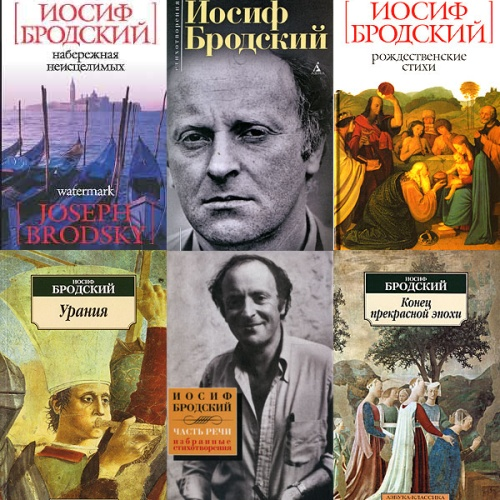 [ИОСИФ
БРОДСКИЙ]
набережная
неисцелимых
watermark
[JOSEPH
BRODSKY]
стихотворения
Иосиф
Бродский
[ИОСИФ
БРОДСКИЙ]
рождественские
стихи
ИОСИФ
БРОДСКИЙ
Урания
ИОСИФ
БРОДСКИЙ
ЧАСТЬ РЕЧИ
избранные
стихотворения
ИОСИФ
БРОДСКИЙ
Конец
прекрасной эпохи
АЗБУКА-КЛАССИКА